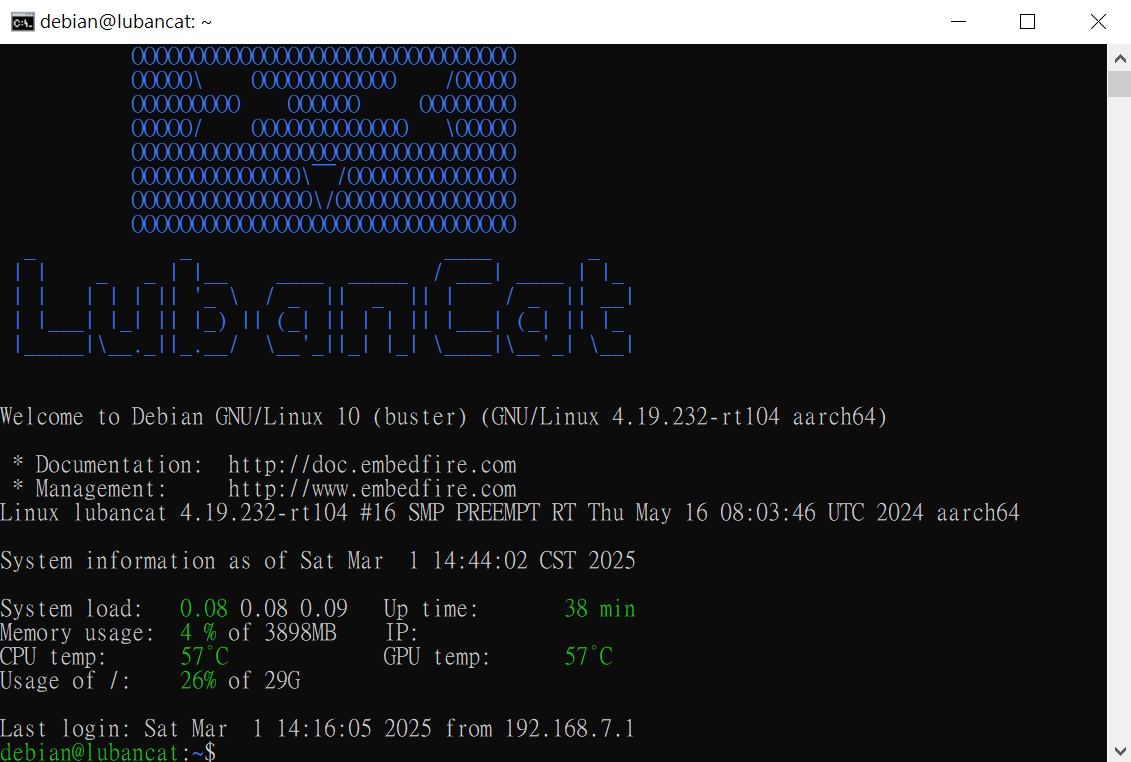 debian@lubancat: ~
LubanCat
Welcome to Debian GNU/Linux 10 (buster) (GNU/Linux 4.19.232-rt104 aarch64)
* Documentation:  http://doc.embedfire.com
* Management:     http://www.embedfire.com
Linux lubancat 4.19.232-rt104 #16 SMP PREEMPT RT Thu May 16 08:03:46 UTC 2024 aarch64
System information as of Sat Mar  1 14:44:02 CST 2025
System load:   0.08 0.08 0.09   Up time:       38 min
Memory usage:  4 % of 3898MB    IP:
CPU temp:      57°C             GPU temp:      57°C
Usage of /:    26% of 29G
Last login: Sat Mar  1 14:16:05 2025 from 192.168.7.1
debian@lubancat:~$